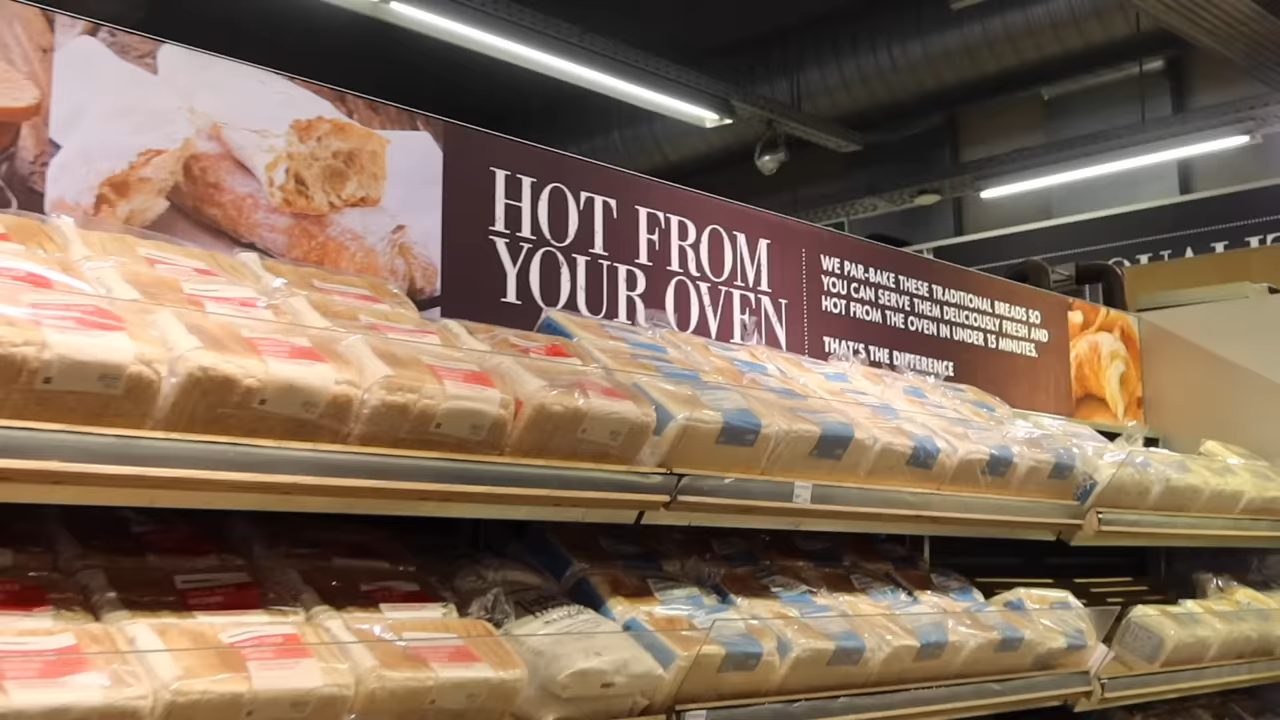 HOT FROM
YOUR OVEN
WE PAR-BAKE THESE TRADITIONAL BREADS SO
YOU CAN SERVE THEM DELICIOUSLY FRESH AND
HOT FROM THE OVEN IN UNDER 15 MINUTES.
THAT'S THE DIFFERENCE